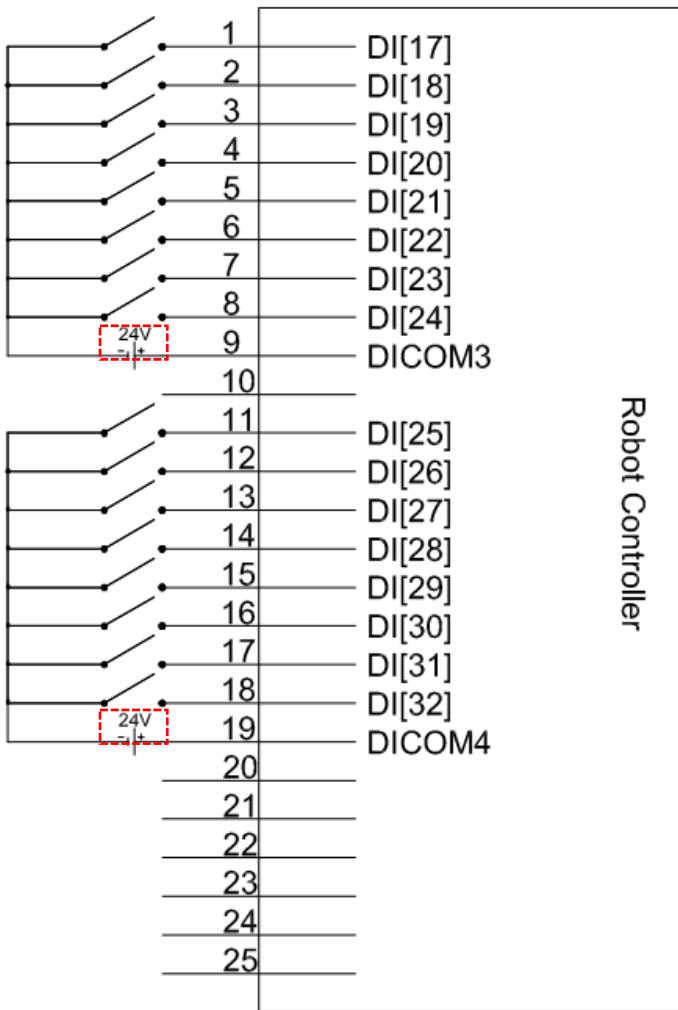 1 DI[17]
2 DI[18]
3 DI[19]
4 DI[20]
5 DI[21]
6 DI[22]
7 DI[23]
8 DI[24]
24V
- +
9 DICOM3
10
11 DI[25]
12 DI[26]
13 DI[27]
14 DI[28]
15 DI[29]
16 DI[30]
17 DI[31]
18 DI[32]
24V
- +
19 DICOM4
20
21
22
23
24
25
Robot Controller